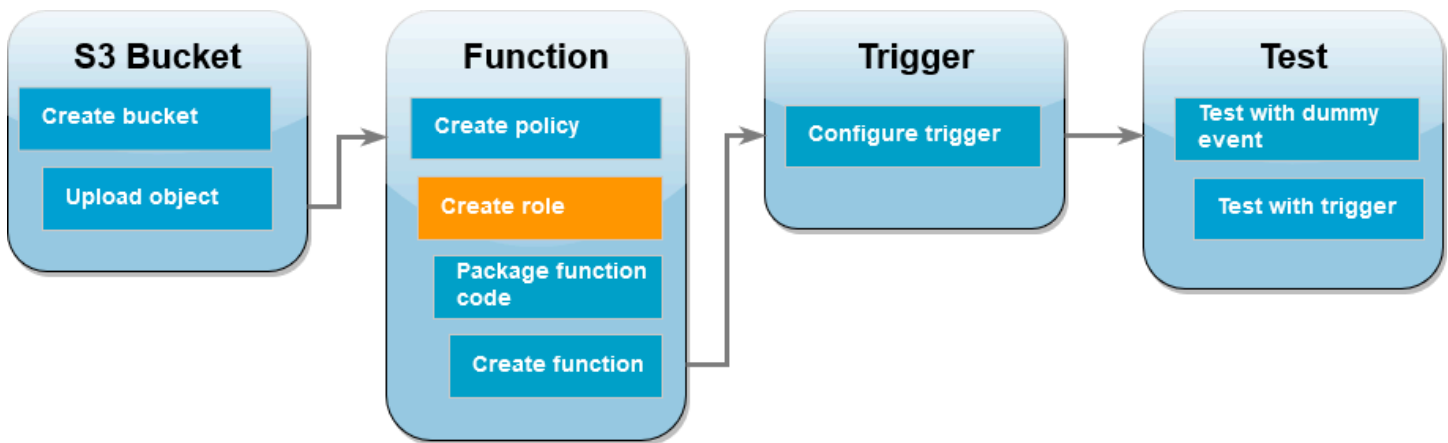 S3 Bucket
Create bucket
Upload object
Function
Create policy
Create role
Package function
code
Create function
Trigger
Configure trigger
Test
Test with dummy
event
Test with trigger